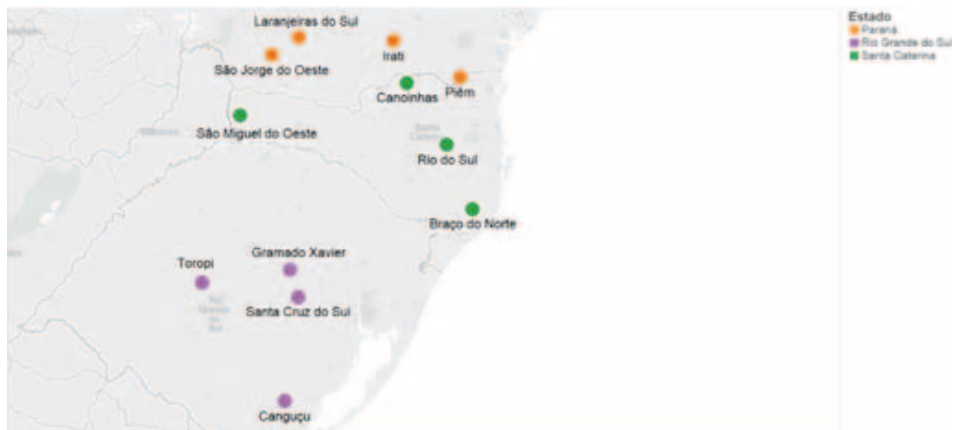 Laranjeiras do Sul
Irati
São Jorge do Oeste
Canoinhas
Piêm
São Miguel do Oeste
Rio do Sul
Braço do Norte
Gramado Xavier
Toropi
Santa Cruz do Sul
Canguçu
Estado
Paraná
Rio Grande do Sul
Santa Catarina